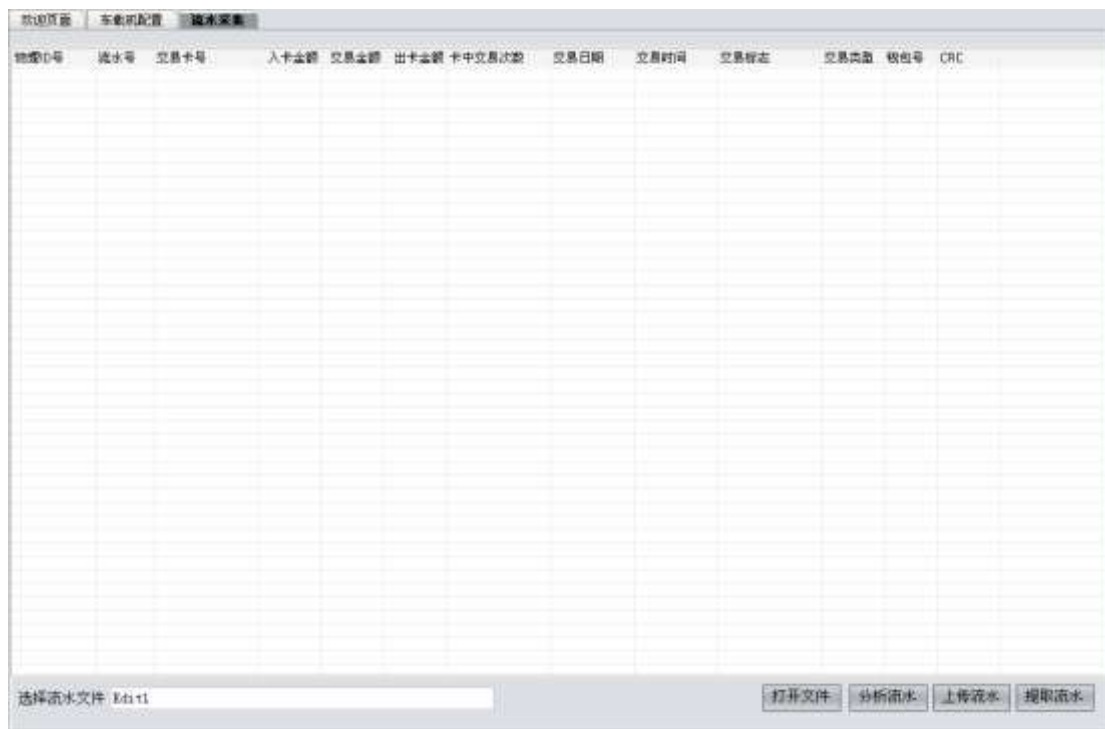 欢迎页面 车载机配置 流水采集
物理ID号 流水号 交易卡号 入卡金额 交易金额 出卡金额 卡中交易次数 交易日期 交易时间 交易标志 交易类型 钱包号 CRC
选择流水文件 Edit1 打开文件 分析流水 上传流水 提取流水